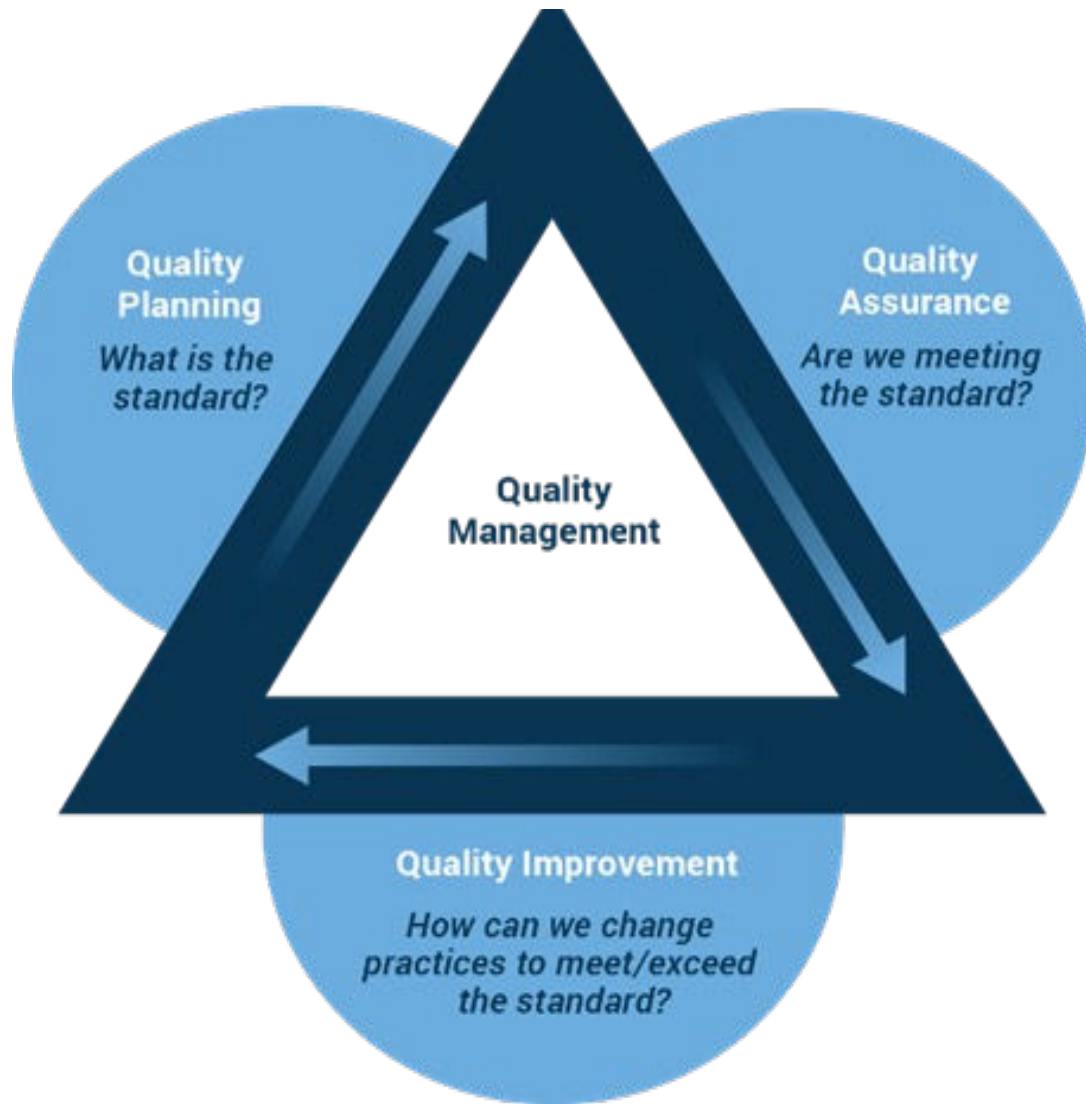 Quality
Planning
What is the
standard?
Quality
Assurance
Are we meeting
the standard?
Quality
Management
Quality Improvement
How can we change
practices to meet/exceed
the standard?